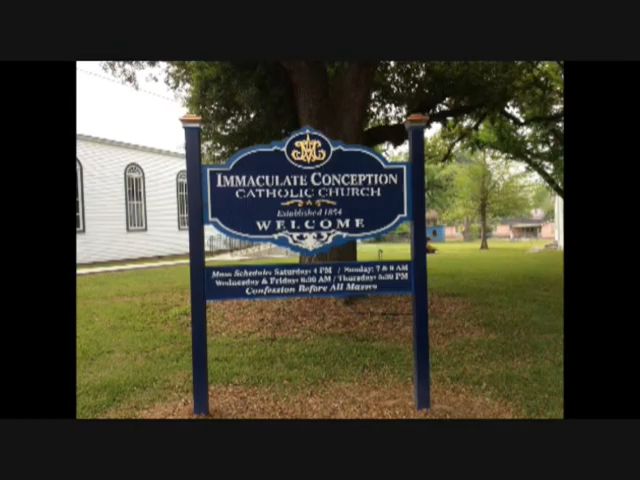 IMMACULATE CONCEPTION
CATHOLIC CHURCH
Established 1854
WELCOME
Mass Schedule: Saturday: 4 PM / Sunday: 7 & 9 AM
Wednesday & Friday: 8:30 AM / Thursday: 5:30 PM
Confession Before All Masses